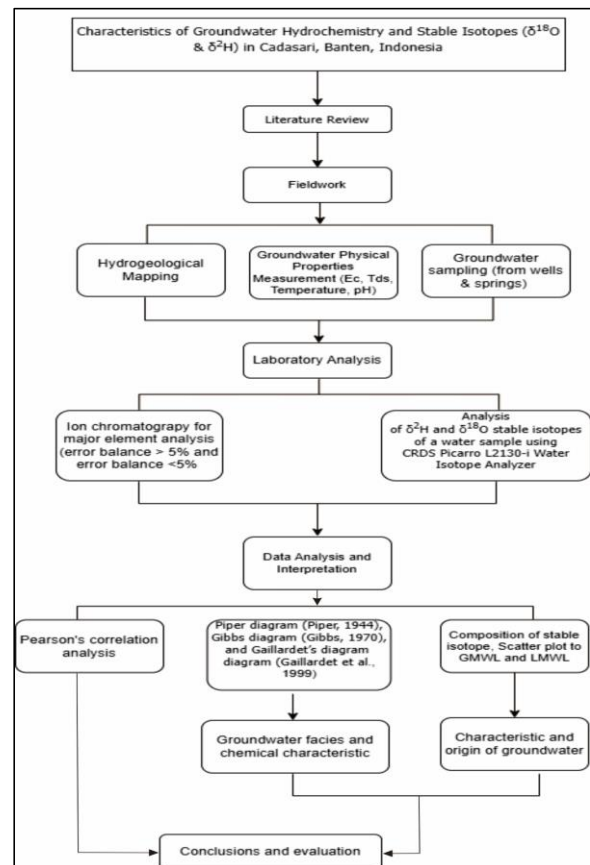 Characteristics of Groundwater Hydrochemistry and Stable Isotopes (δ¹⁸O
& δ²H) in Cadasari, Banten, Indonesia
Literature Review
Fieldwork
Hydrogeological
Mapping
Groundwater Physical
Properties
Measurement (Ec, Tds,
Temperature, pH)
Groundwater
sampling (from wells
& springs)
Laboratory Analysis
Ion chromatograpy for
major element analysis
(error balance > 5% and
error balance <5%
Analysis
of δ²H and δ¹⁸O stable isotopes
of a water sample using
CRDS Picarro L2130-i Water
Isotope Analyzer
Data Analysis and
Interpretation
Pearson's correlation
analysis
Piper diagram (Piper, 1944),
Gibbs diagram (Gibbs, 1970),
and Gaillardet's diagram
diagram (Gaillardet et al.,
1999)
Composition of stable
isotope, Scatter plot to
GMWL and LMWL
Groundwater facies and
chemical characteristic
Characteristic and
origin of groundwater
Conclusions and evaluation